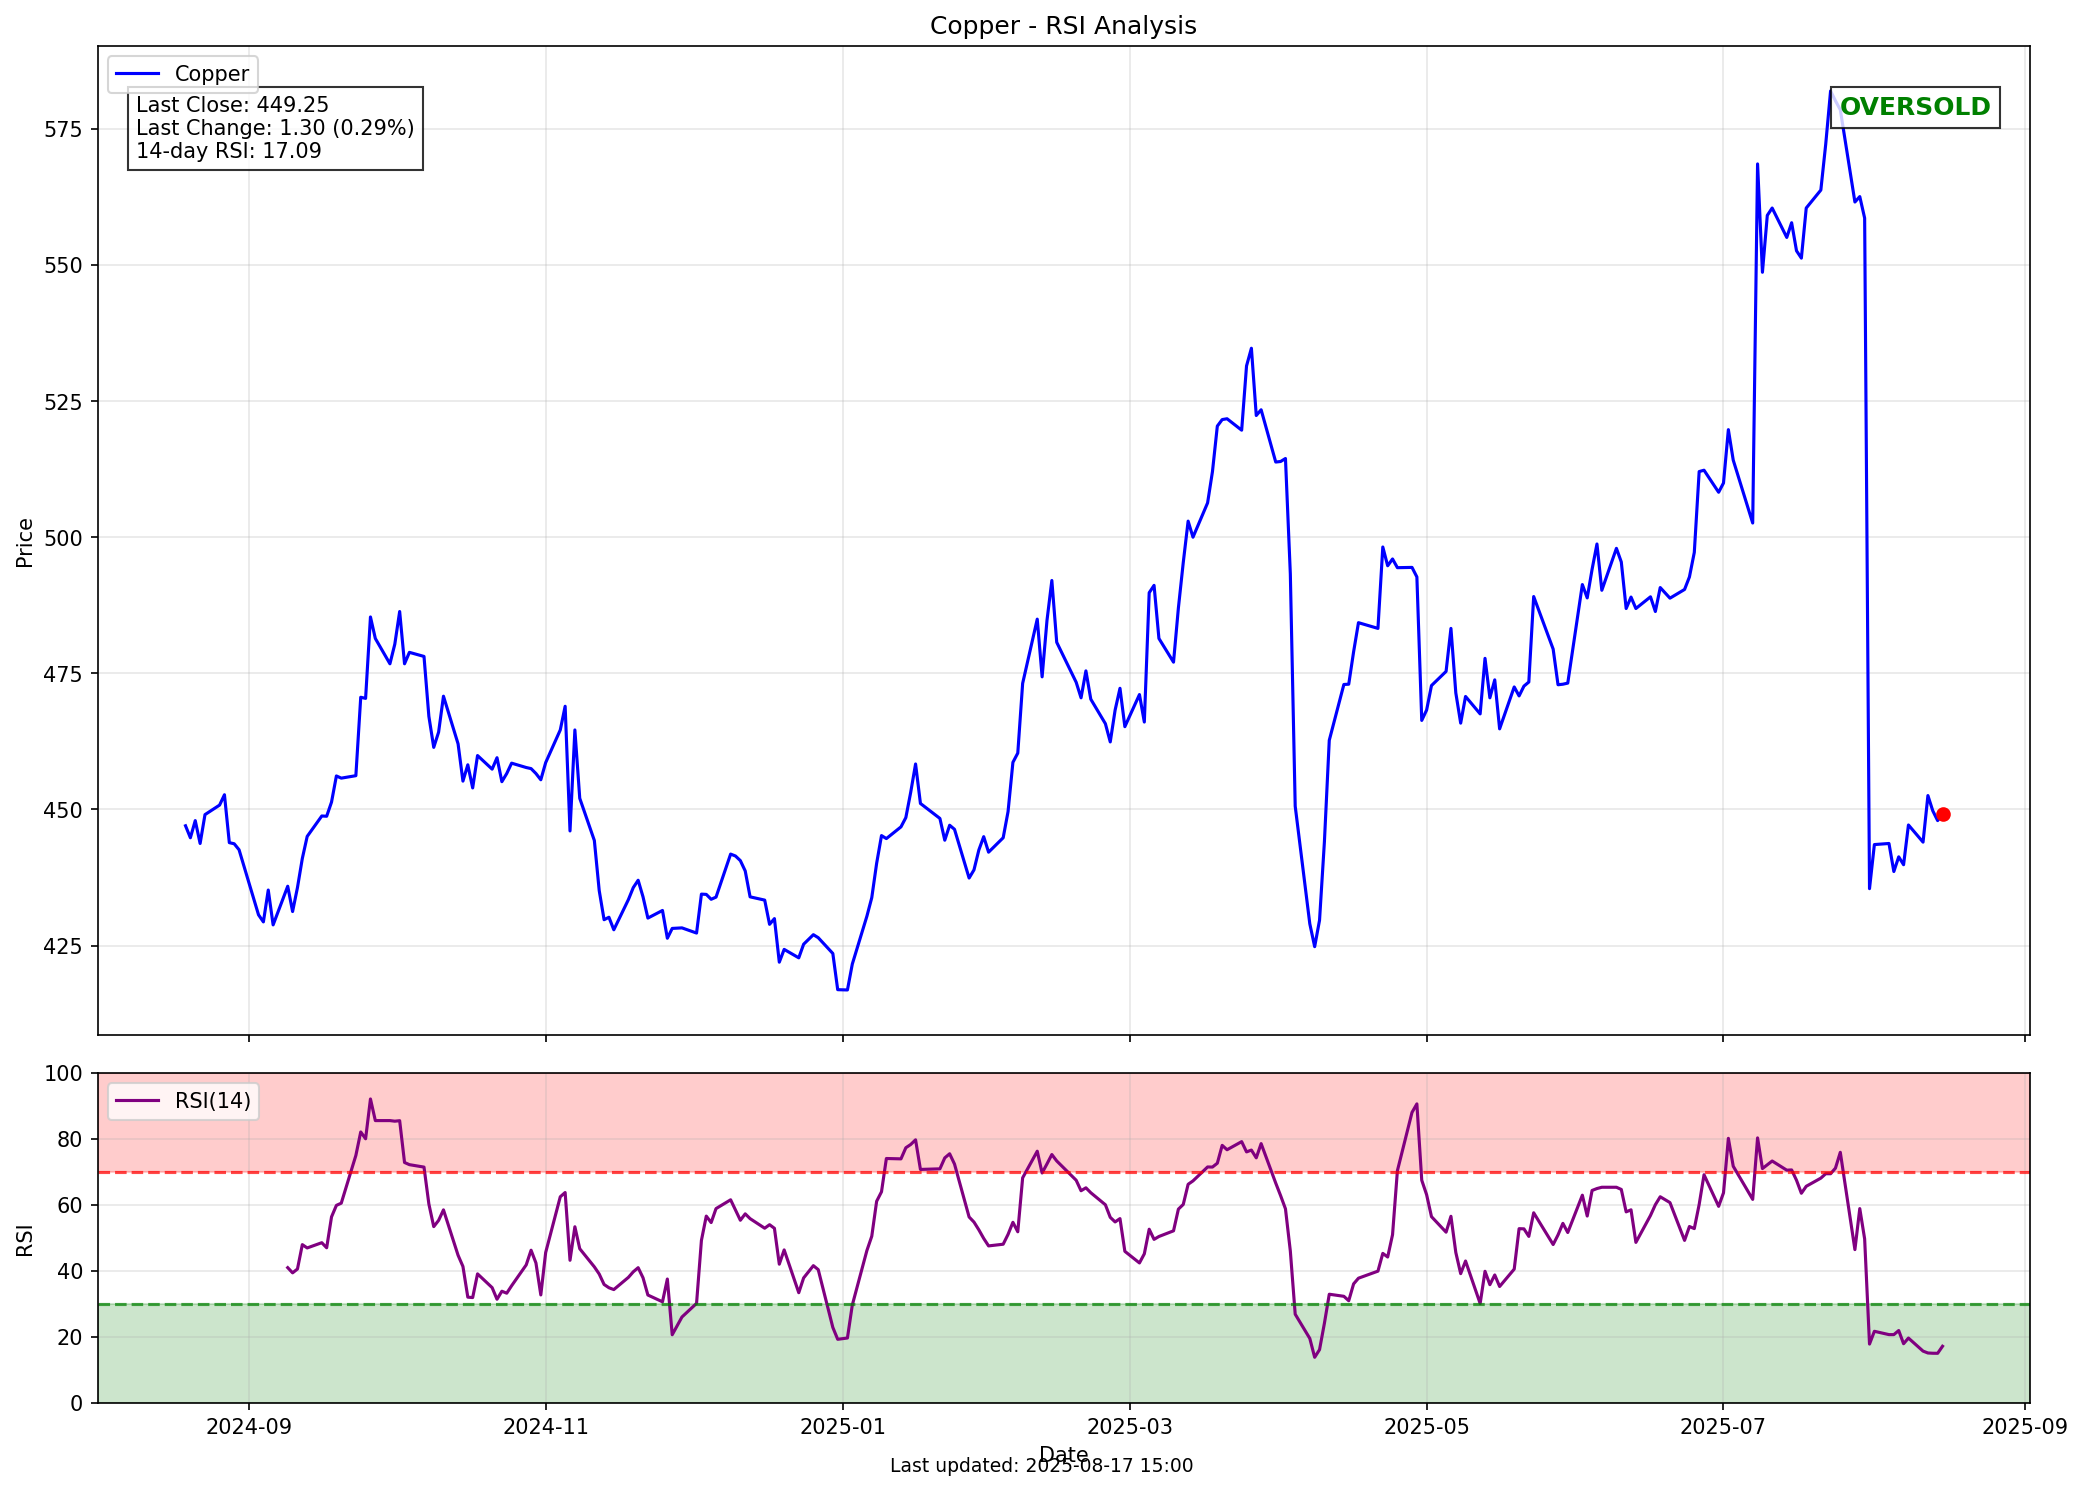 Copper - RSI Analysis
Copper
Last Close: 449.25
Last Change: 1.30 (0.29%)
14-day RSI: 17.09
OVERSOLD
575
550
525
500
475
450
425
Price
RSI(14)
100
80
60
40
20
0
RSI
2024-09 2024-11 2025-01 2025-03 2025-05 2025-07 2025-09
Date
Last updated: 2025-08-17 15:00